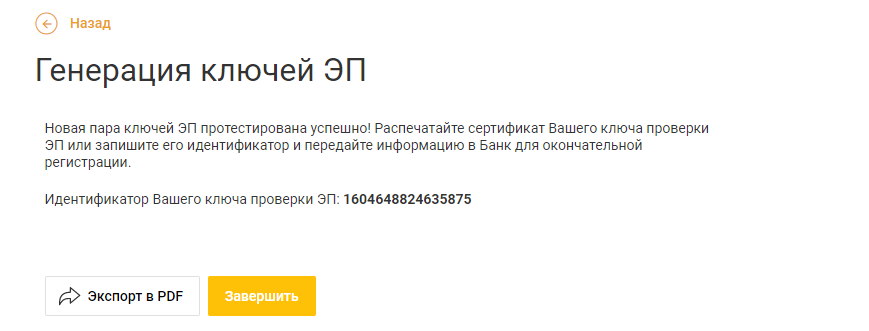 Назад
Генерация ключей ЭП
Новая пара ключей ЭП протестирована успешно! Распечатайте сертификат Вашего ключа проверки
ЭП или запишите его идентификатор и передайте информацию в Банк для окончательной
регистрации.
Идентификатор Вашего ключа проверки ЭП: 1604648824635875
Экспорт в PDF
Завершить